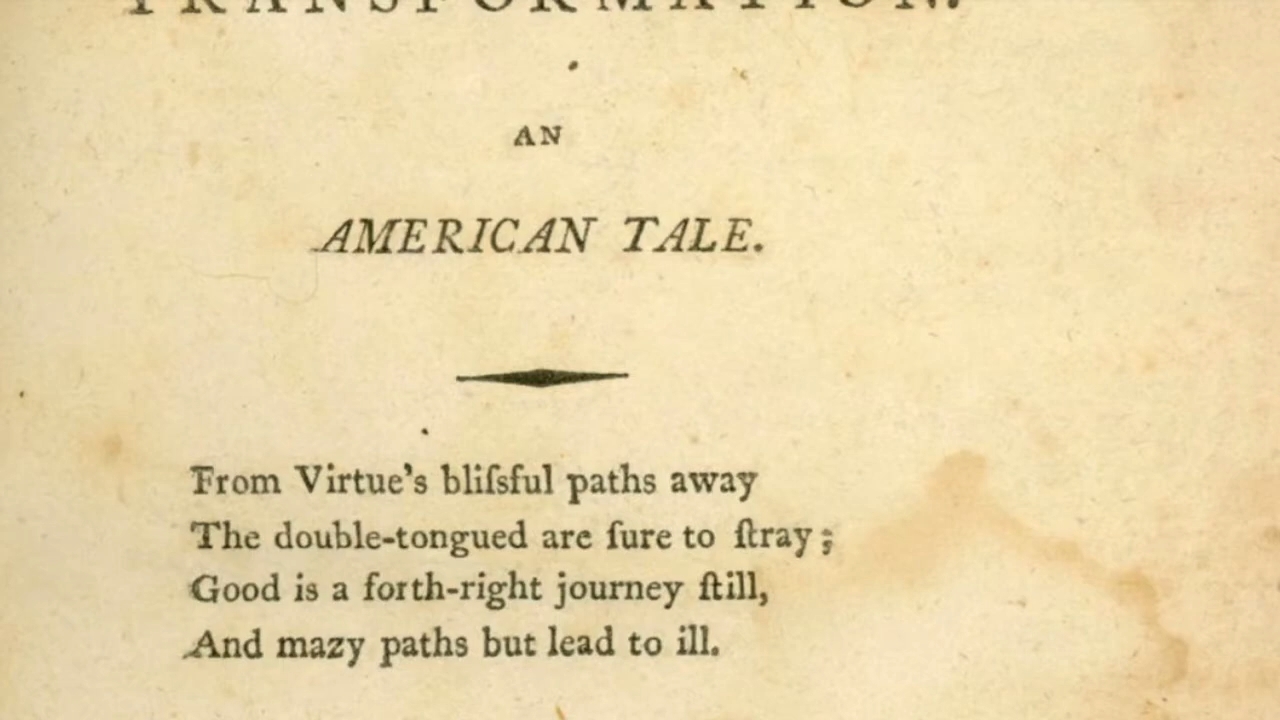 TRANSFORMATION.
AN
AMERICAN TALE.
From Virtue's bliſsful paths away
The double-tongued are ſure to ſtray;
Good is a forth-right journey ſtill,
And mazy paths but lead to ill.